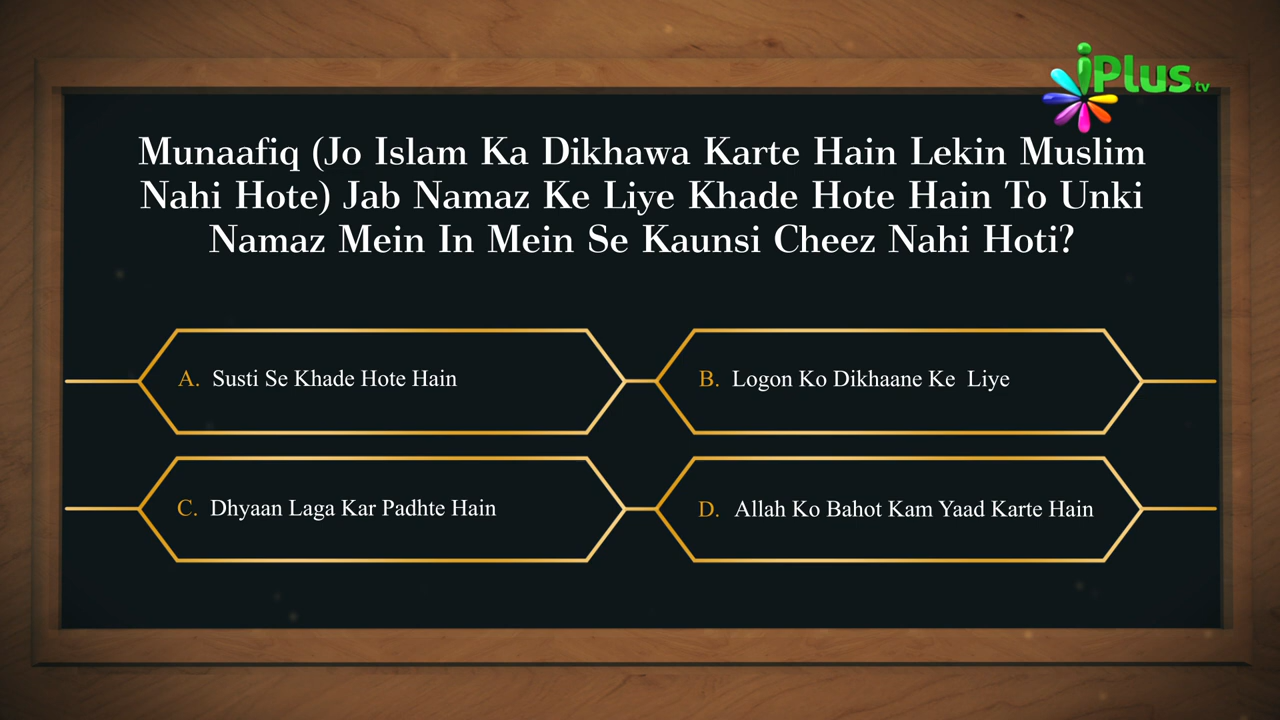 iPlus tv
Munaafiq (Jo Islam Ka Dikhawa Karte Hain Lekin Muslim
Nahi Hote) Jab Namaz Ke Liye Khade Hote Hain To Unki
Namaz Mein In Mein Se Kaunsi Cheez Nahi Hoti?
A. Susti Se Khade Hote Hain
B. Logon Ko Dikhaane Ke Liye
C. Dhyaan Laga Kar Padhte Hain
D. Allah Ko Bahot Kam Yaad Karte Hain